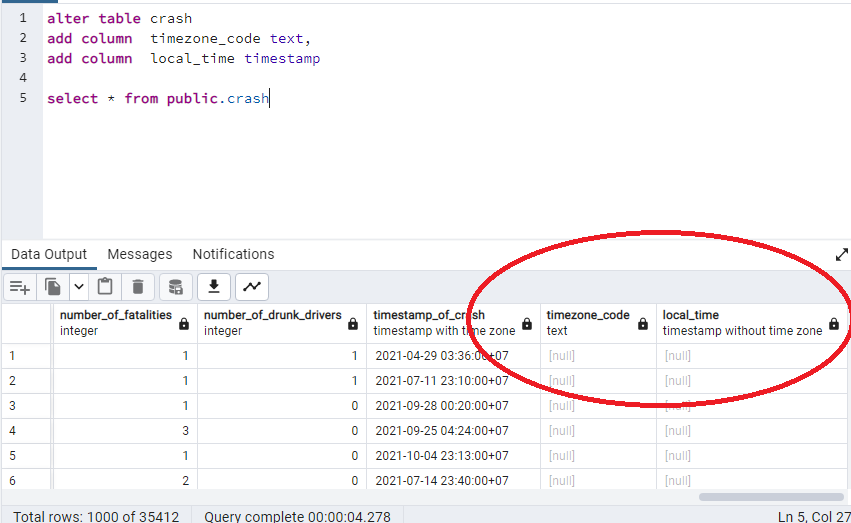 1 alter table crash
2 add column timezone_code text,
3 add column local_time timestamp
4
5 select * from public.crash
Data Output Messages Notifications
number_of_fatalities number_of_drunk_drivers timestamp_of_crash timezone_code local_time
integer integer timestamp with time zone text timestamp without time zone
1 1 1 2021-04-29 03:36:00+07 [null] [null]
2 1 1 2021-07-11 23:10:00+07 [null] [null]
3 1 0 2021-09-28 00:20:00+07 [null] [null]
4 3 0 2021-09-25 04:24:00+07 [null] [null]
5 1 0 2021-10-04 23:13:00+07 [null] [null]
6 2 0 2021-07-14 23:40:00+07 [null] [null]
Total rows: 1000 of 35412 Query complete 00:00:04.278 Ln 5, Col 27